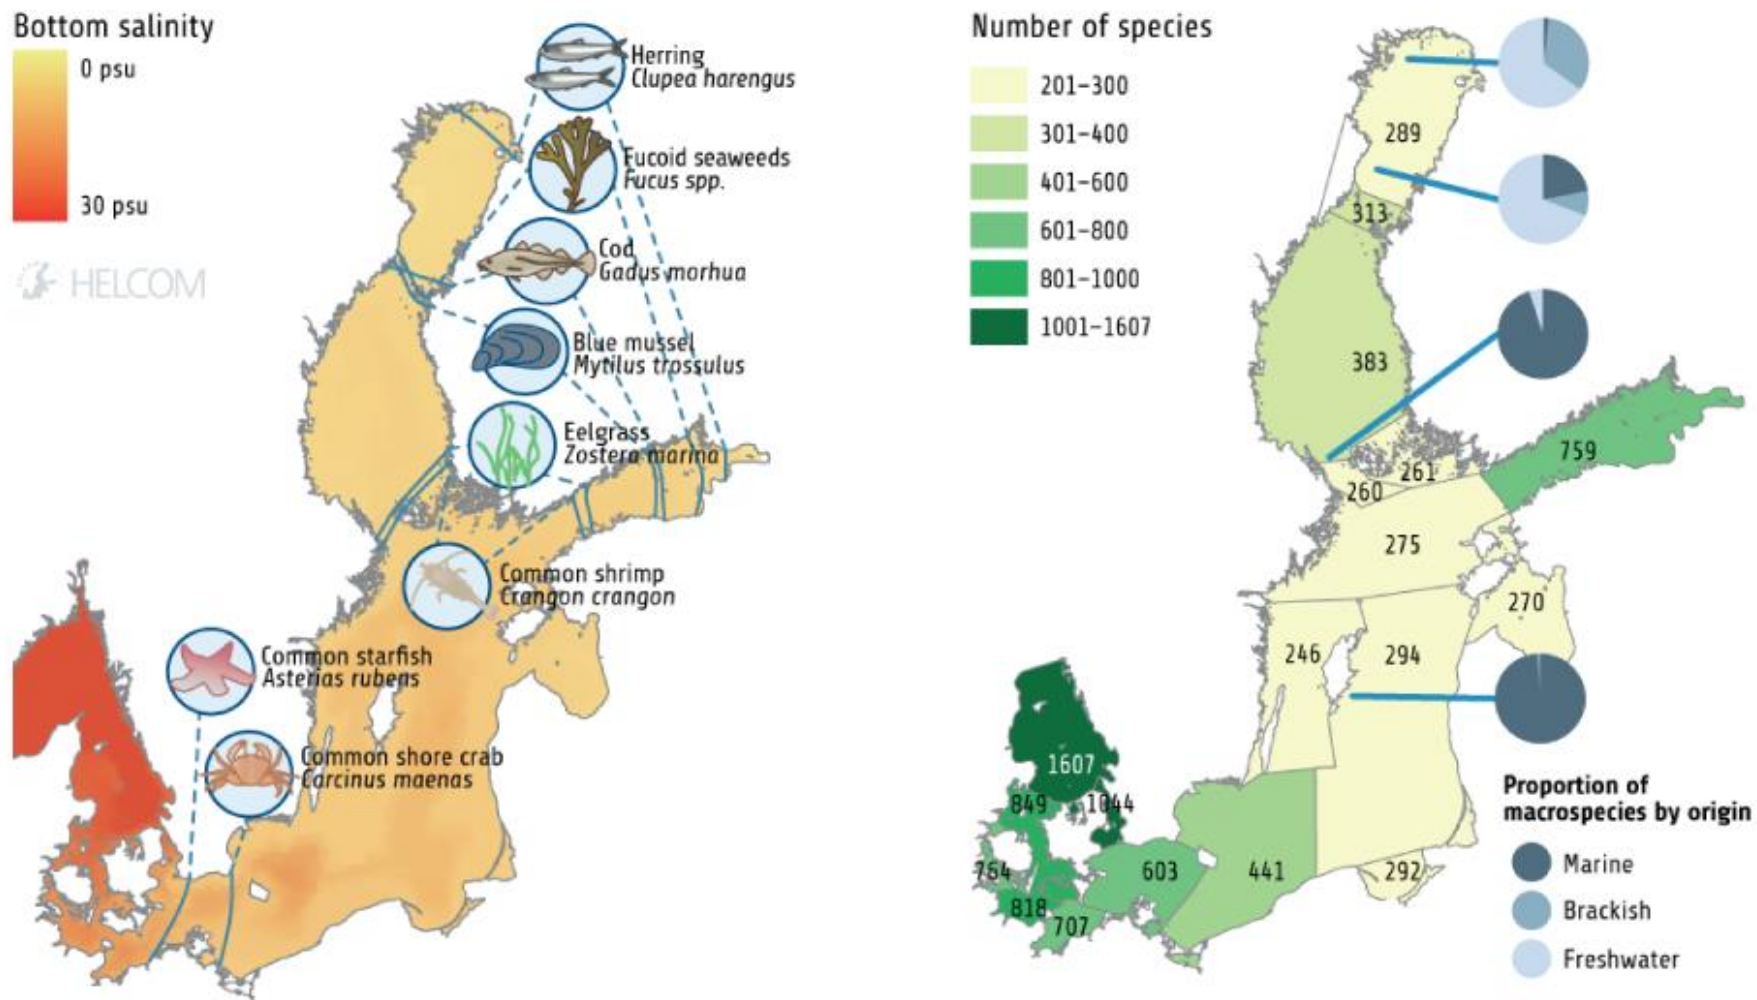 Bottom salinity
0 psu
30 psu
HELCOM
Herring
Clupea harengus
Fucoid seaweeds
Fucus spp.
Cod
Gadus morhua
Blue mussel
Mytilus trossulus
Eelgrass
Zostera marina
Common shrimp
Crangon crangon
Common starfish
Asterias rubens
Common shore crab
Carcinus maenas
Number of species
201–300
301–400
401–600
601–800
801–1000
1001–1607
289
313
383
759
261
260
275
270
246
294
1607
849
1044
764
603
441
292
818
707
Proportion of
macrospecies by origin
Marine
Brackish
Freshwater